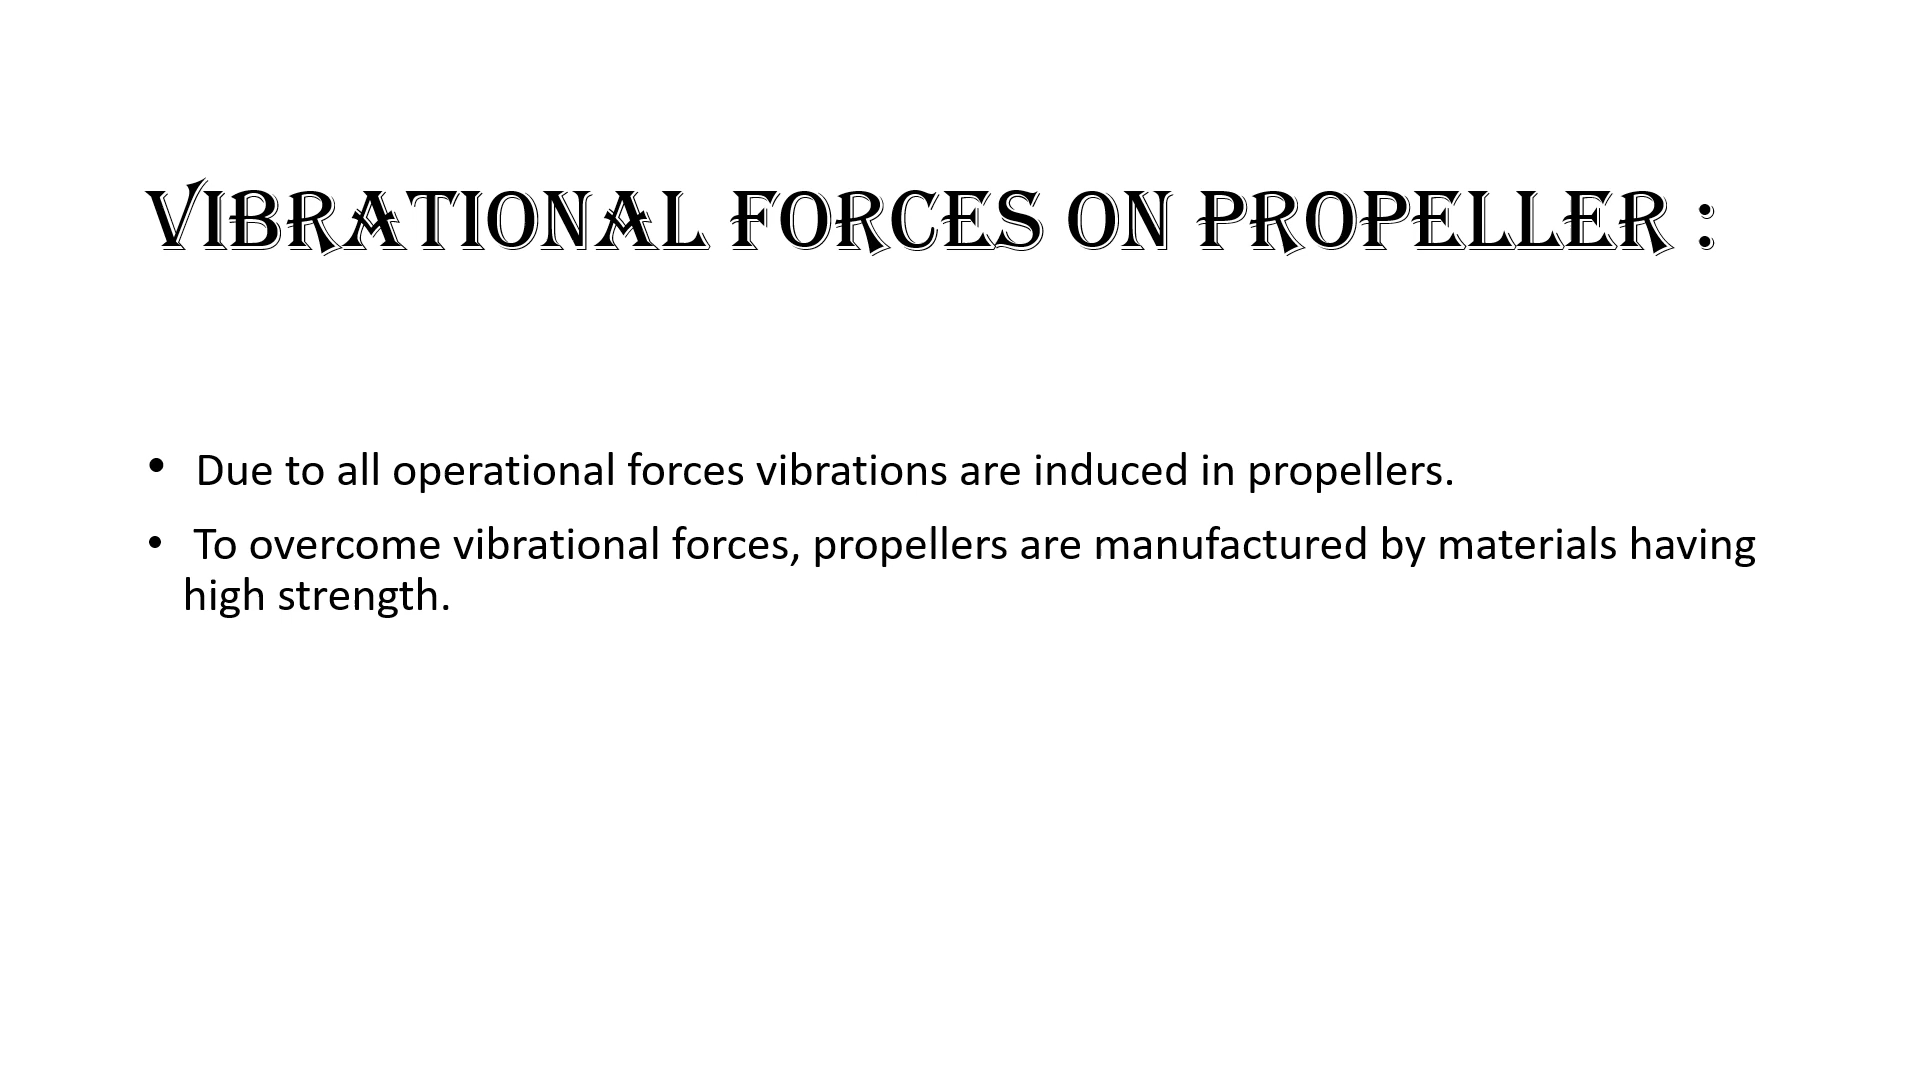 VIBRATIONAL FORCES ON PROPELLER :
• Due to all operational forces vibrations are induced in propellers.
• To overcome vibrational forces, propellers are manufactured by materials having
high strength.